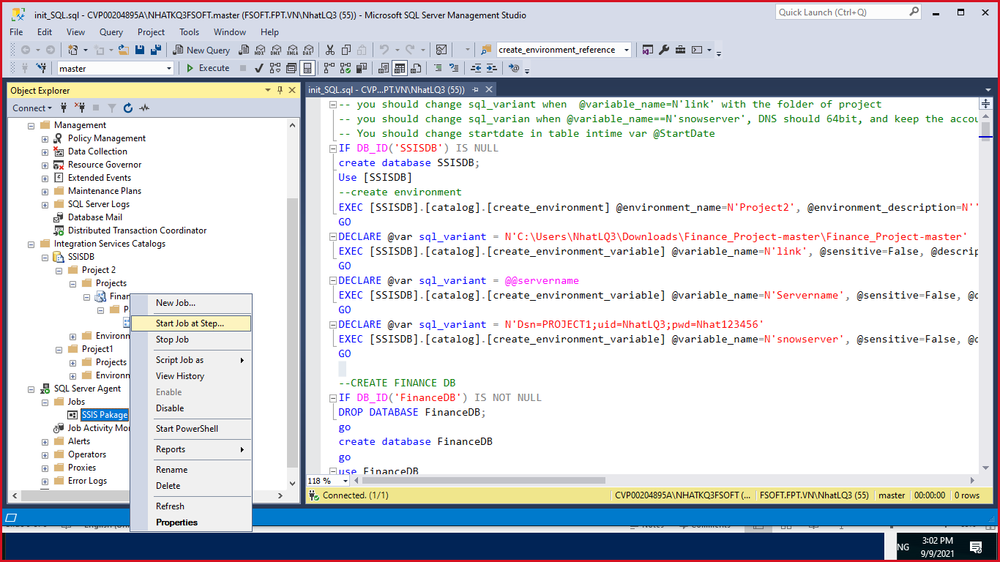 init_SQL.sql - CVP00204895A\NHATKQ3FSOFT.master (FSOFT.FPT.VN\NhatLQ3 (55)) - Microsoft SQL Server Management Studio
Quick Launch (Ctrl+Q)
File Edit View Query Project Tools Window Help
New Query MDX DMX XMLA DAX create_environment_reference
master Execute
Object Explorer
Connect
Management
Policy Management
Data Collection
Resource Governor
Extended Events
Maintenance Plans
SQL Server Logs
Database Mail
Distributed Transaction Coordinator
Integration Services Catalogs
SSISDB
Project 2
Projects
Finan
P
Environn
Project1
Projects
Environn
SQL Server Agent
Jobs
SSIS Pakage
Job Activity Mor
Alerts
Operators
Proxies
Error Logs
New Job...
Start Job at Step...
Stop Job
Script Job as
View History
Enable
Disable
Start PowerShell
Reports
Rename
Delete
Refresh
Properties
init_SQL.sql - CVP...PT.VN\NhatLQ3 (55))
-- you should change sql_variant when  @variable_name=N'link' with the folder of project
-- you should change sql_varian when @variable_name==N'snowserver', DNS should 64bit, and keep the accou
-- You should change startdate in table intime var @StartDate
IF DB_ID('SSISDB') IS NULL
create database SSISDB;
Use [SSISDB]
--create environment
EXEC [SSISDB].[catalog].[create_environment] @environment_name=N'Project2', @environment_description=N''
GO
DECLARE @var sql_variant = N'C:\Users\NhatLQ3\Downloads\Finance_Project-master\Finance_Project-master'
EXEC [SSISDB].[catalog].[create_environment_variable] @variable_name=N'link', @sensitive=False, @descrip
GO
DECLARE @var sql_variant = @@servername
EXEC [SSISDB].[catalog].[create_environment_variable] @variable_name=N'Servername', @sensitive=False, @d
GO
DECLARE @var sql_variant = N'Dsn=PROJECT1;uid=NhatLQ3;pwd=Nhat123456'
EXEC [SSISDB].[catalog].[create_environment_variable] @variable_name=N'snowserver', @sensitive=False, @d
GO
--CREATE FINANCE DB
IF DB_ID('FinanceDB') IS NOT NULL
DROP DATABASE FinanceDB;
go
create database FinanceDB
go
use FinanceDB
118 %
Connected. (1/1) CVP00204895A\NHATKQ3FSOFT (... FSOFT.FPT.VN\NhatLQ3 (55) master 00:00:00 0 rows
NG 3:02 PM
9/9/2021